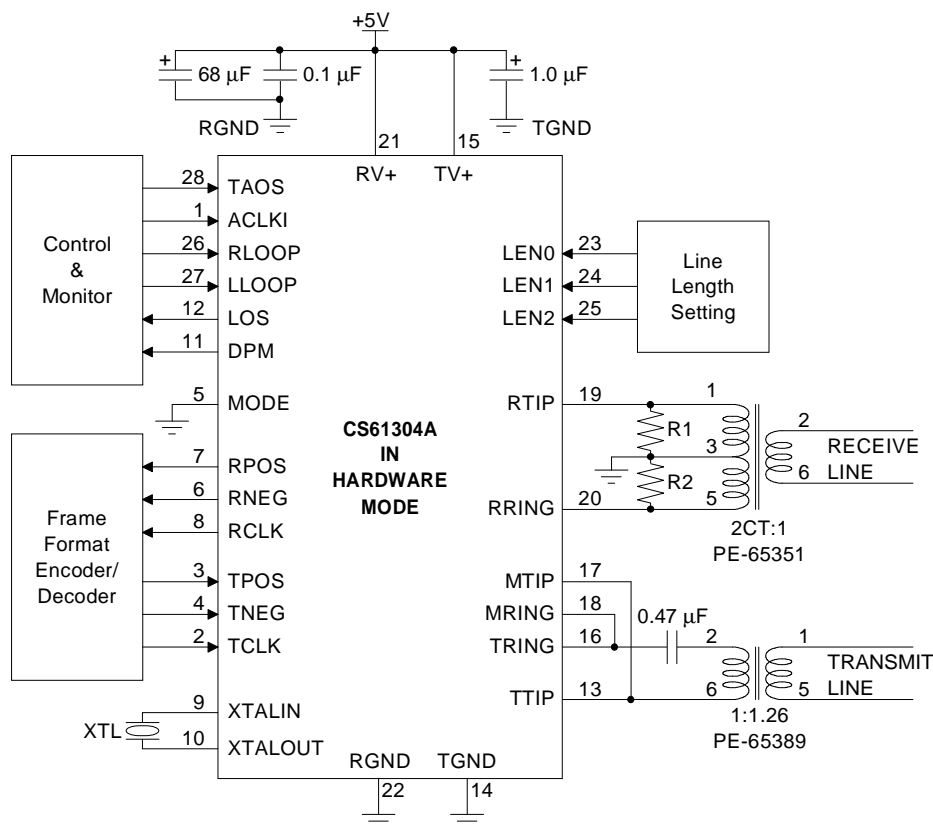 +5V
+
68 μF
0.1 μF
+
1.0 μF
RGND
TGND
21
15
RV+
TV+
Control
&
Monitor
28
TAOS
1
ACLKI
26
RLOOP
27
LLOOP
12
LOS
11
DPM
5
MODE
LEN0
23
LEN1
24
LEN2
25
Line
Length
Setting
CS61304A
IN
HARDWARE
MODE
RTIP
19
1
R1
3
R2
RRING
20
5
2
RECEIVE
6
LINE
2CT:1
PE-65351
Frame
Format
Encoder/
Decoder
7
RPOS
6
RNEG
8
RCLK
3
TPOS
4
TNEG
2
TCLK
MTIP
17
MRING
18
0.47 μF
TRING
16
2
1
TRANSMIT
TTIP
13
6
5
LINE
1:1.26
PE-65389
XTL
9
XTALIN
10
XTALOUT
RGND
TGND
22
14